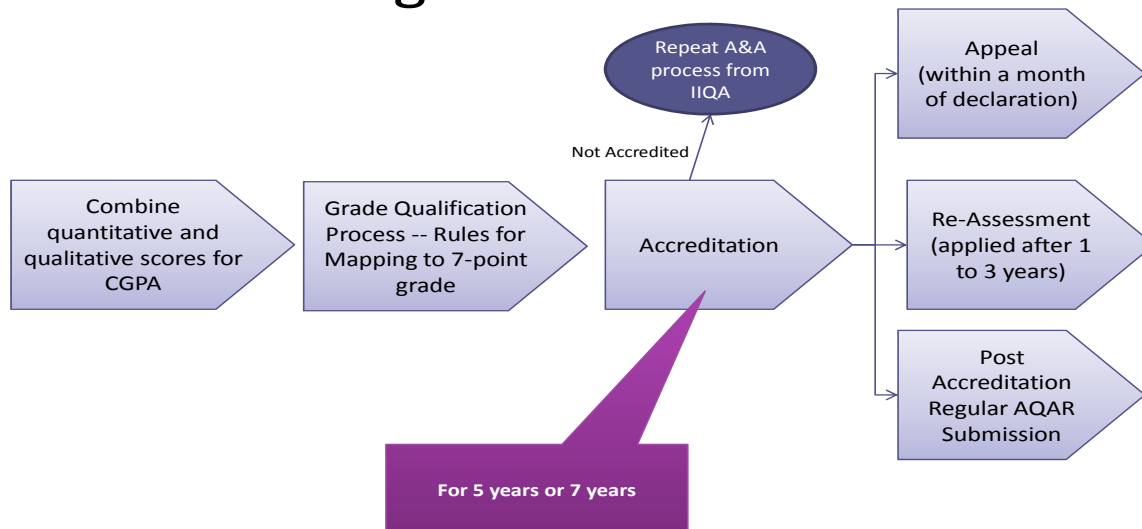 Repeat A&A
process from
IIQA
Appeal
(within a month
of declaration)
Not Accredited
Combine
quantitative and
qualitative scores for
CGPA
Grade Qualification
Process -- Rules for
Mapping to 7-point
grade
Accreditation
Re-Assessment
(applied after 1
to 3 years)
Post
Accreditation
Regular AQAR
Submission
For 5 years or 7 years